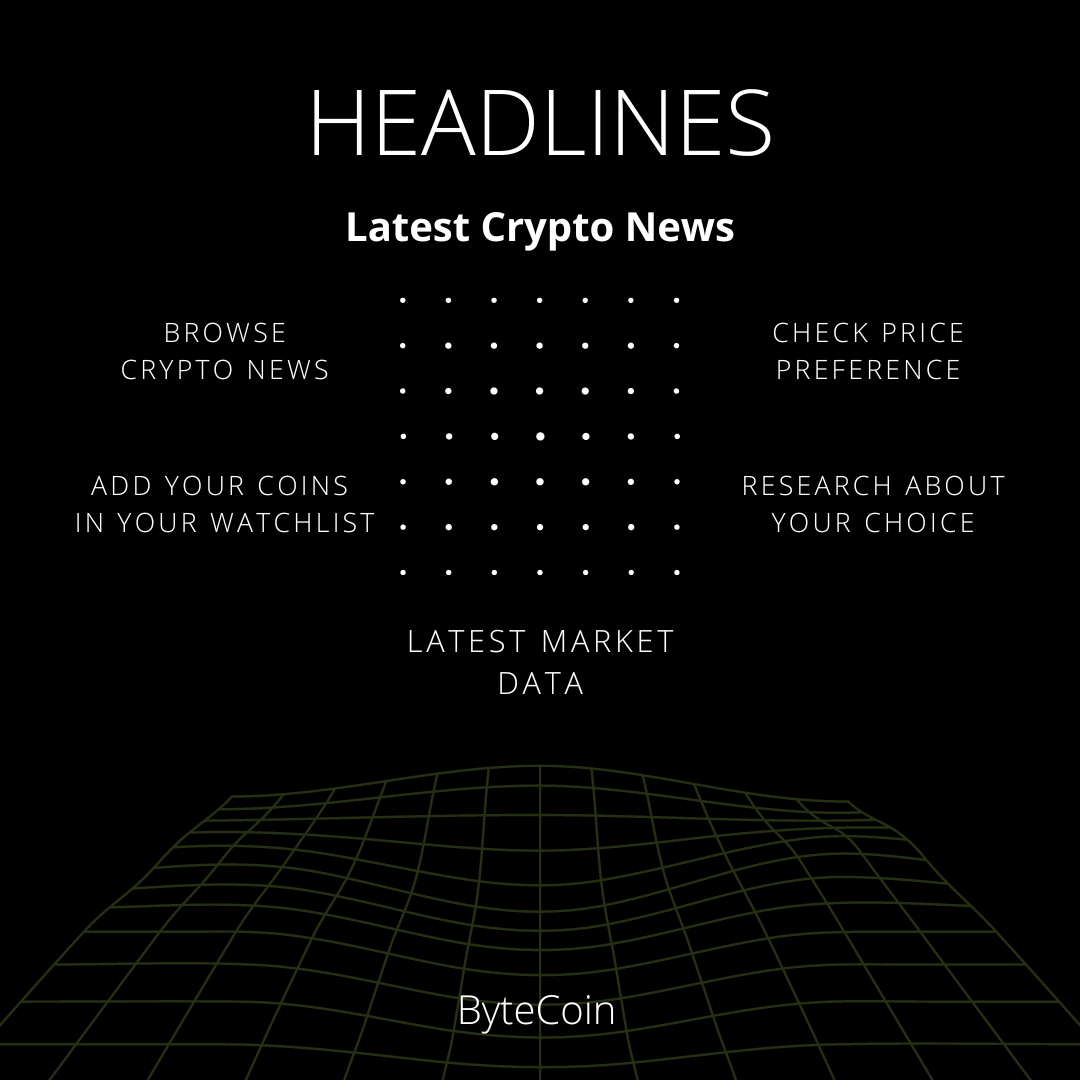 HEADLINES
Latest Crypto News
BROWSE
CRYPTO NEWS
CHECK PRICE
PREFERENCE
ADD YOUR COINS
IN YOUR WATCHLIST
RESEARCH ABOUT
YOUR CHOICE
LATEST MARKET
DATA
ByteCoin